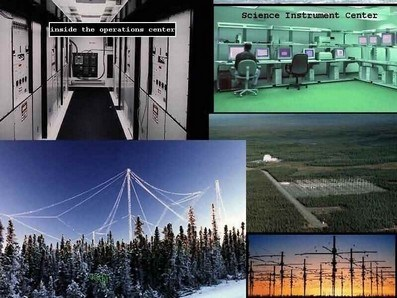 inside the operations center
Science Instrument Center